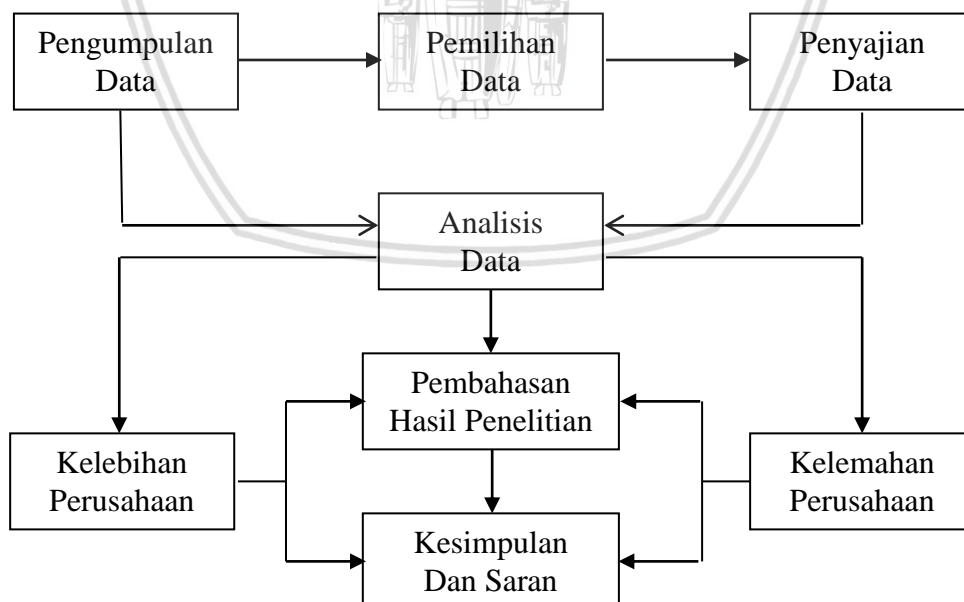 Pengumpulan
Data
Pemilihan
Data
Penyajian
Data
Analisis
Data
Pembahasan
Hasil Penelitian
Kelebihan
Perusahaan
Kelemahan
Perusahaan
Kesimpulan
Dan Saran